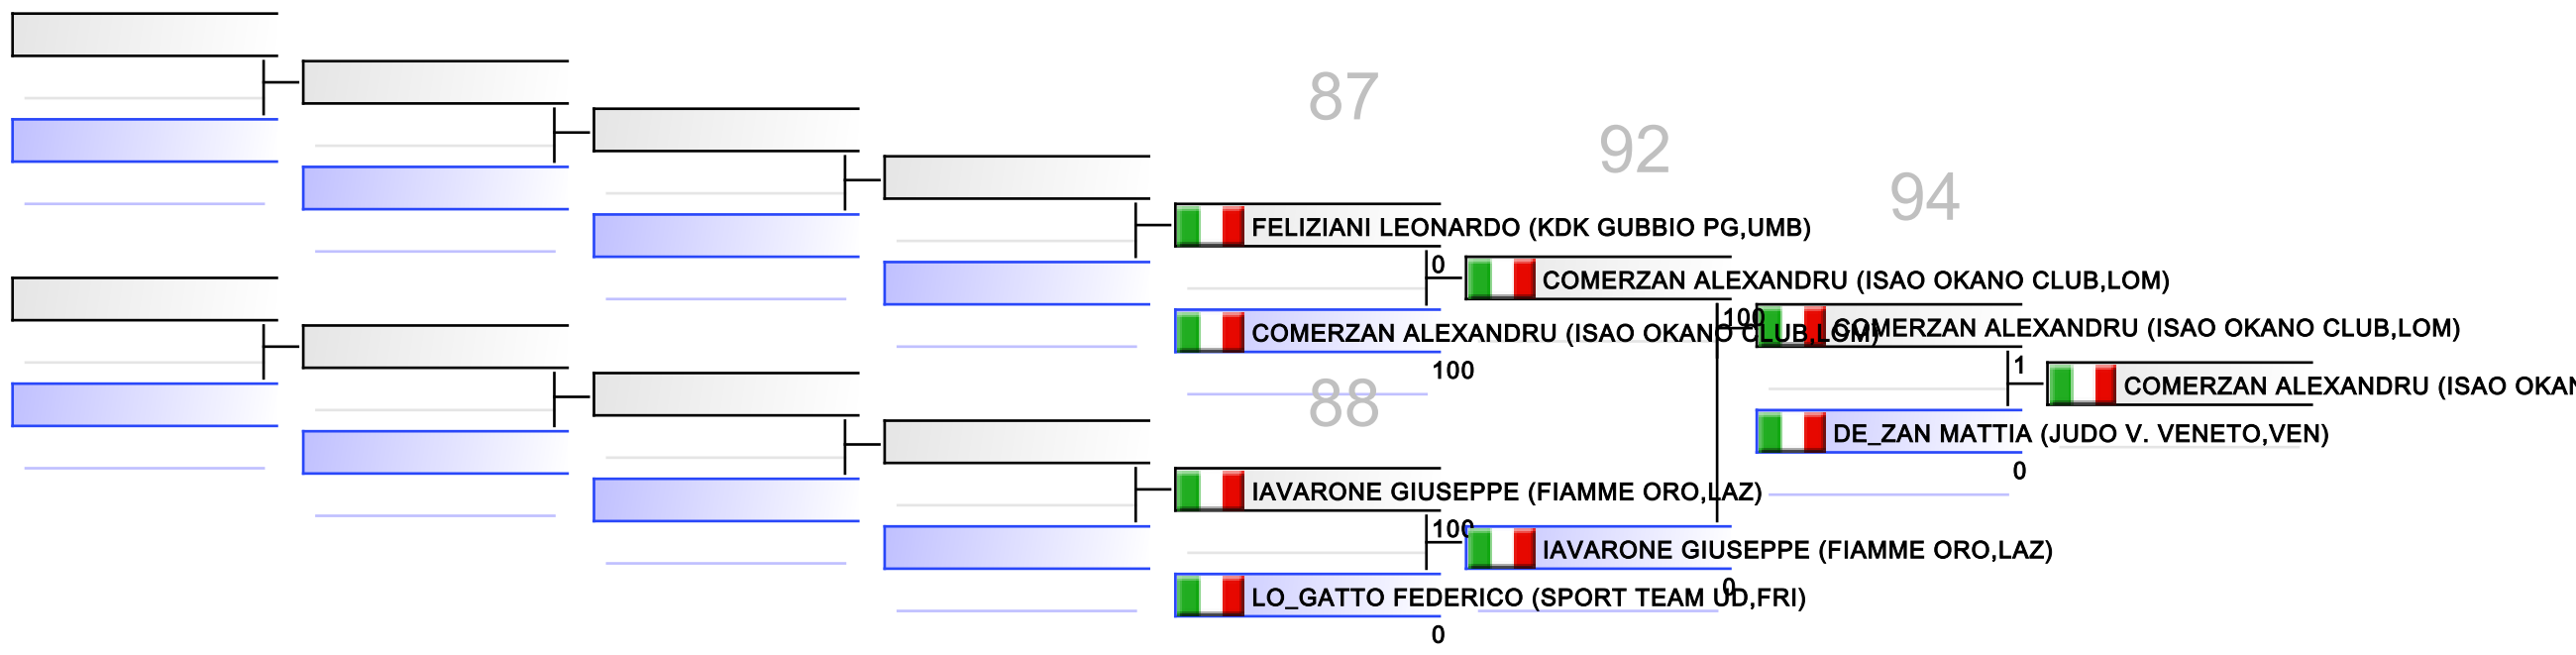 87
92
94
FELIZIANI LEONARDO (KDK GUBBIO PG,UMB)
0
COMERZAN ALEXANDRU (ISAO OKANO CLUB,LOM)
100
COMERZAN ALEXANDRU (ISAO OKANO CLUB,LOM)
COMERZAN ALEXANDRU (ISAO OKANO CLUB,LOM)
100
1
COMERZAN ALEXANDRU (ISAO OKAN
88
DE_ZAN MATTIA (JUDO V. VENETO,VEN)
0
IAVARONE GIUSEPPE (FIAMME ORO,LAZ)
100
IAVARONE GIUSEPPE (FIAMME ORO,LAZ)
0
LO_GATTO FEDERICO (SPORT TEAM UD,FRI)
0